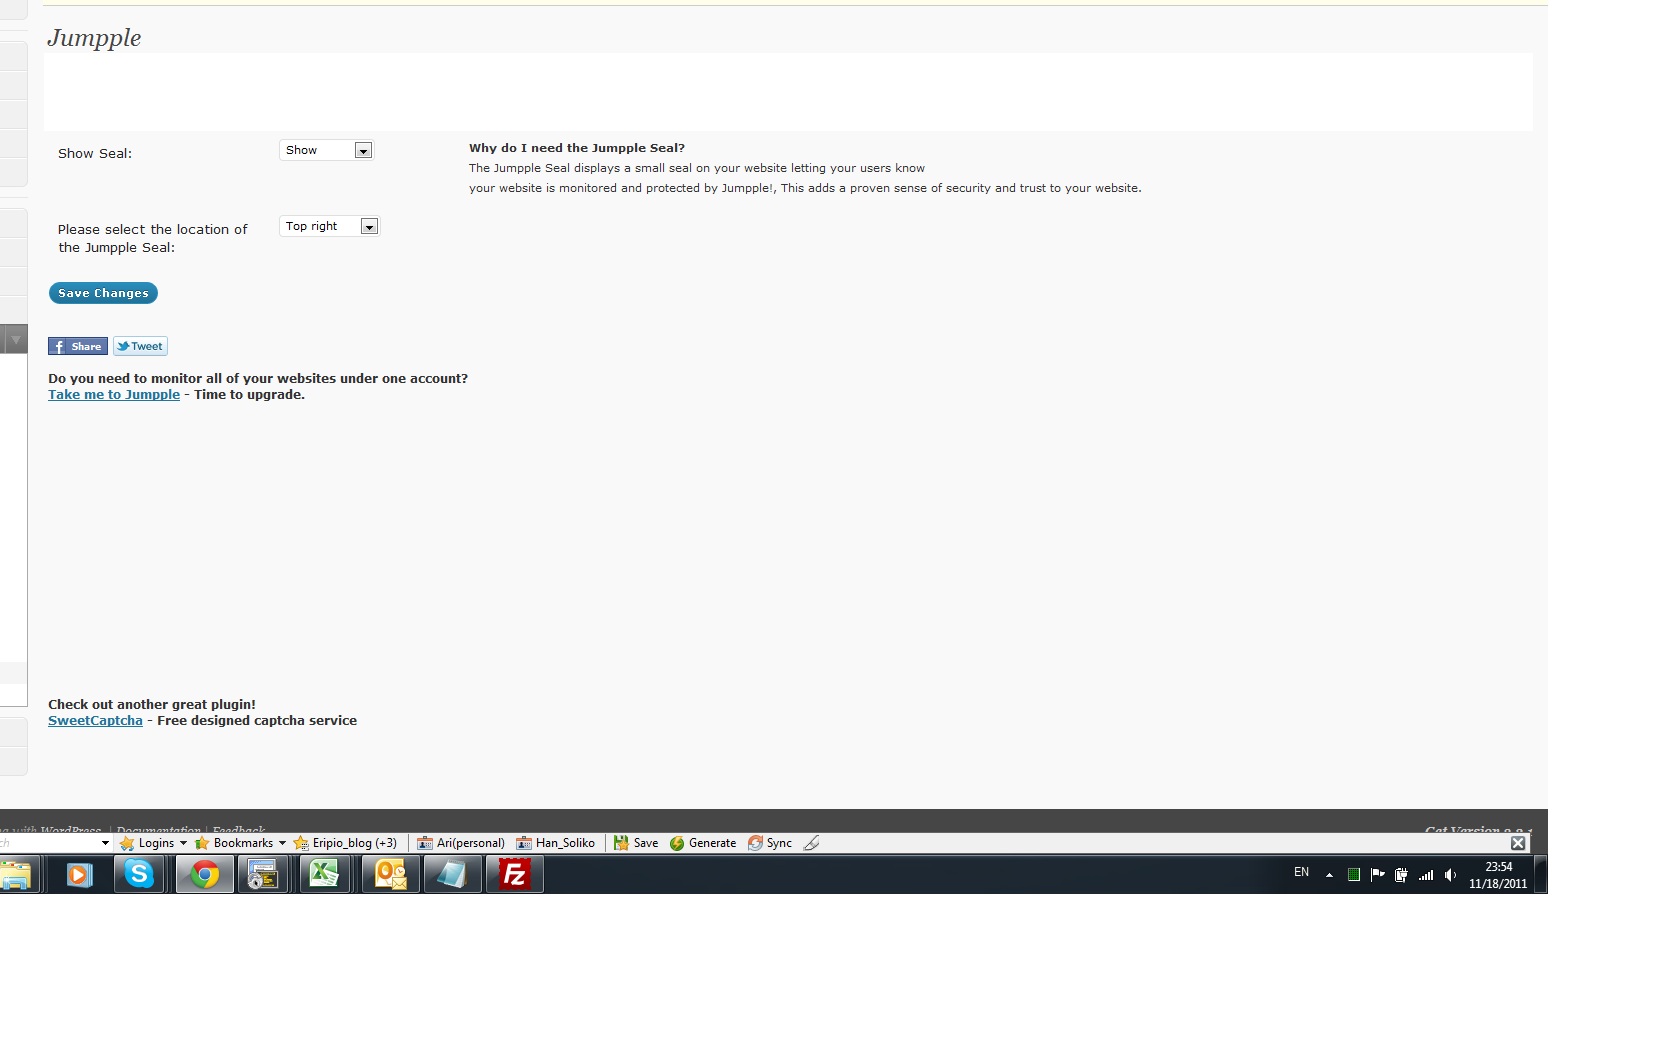 Jumpple
Show Seal:
Show
Why do I need the Jumpple Seal?
The Jumpple Seal displays a small seal on your website letting your users know
your website is monitored and protected by Jumpple!, This adds a proven sense of security and trust to your website.
Please select the location of
the Jumpple Seal:
Top right
Save Changes
Share
Tweet
Do you need to monitor all of your websites under one account?
Take me to Jumpple - Time to upgrade.
Check out another great plugin!
SweetCaptcha - Free designed captcha service
with WordPress. | Documentation | Feedback
Get Version 3.2.1
Logins
Bookmarks
Eripio_blog (+3)
Ari(personal)
Han_Soliko
Save
Generate
Sync
EN
23:54
11/18/2011